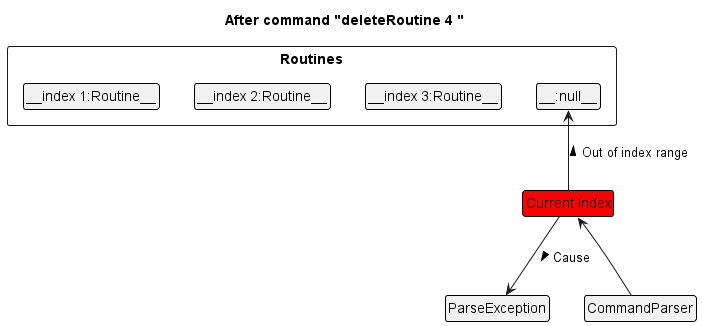 After command "deleteRoutine 4 "
Routines
__index 1:Routine__
__index 2:Routine__
__index 3:Routine__
__:null__
Out of index range
Current Index
Cause
ParseException
CommandParser